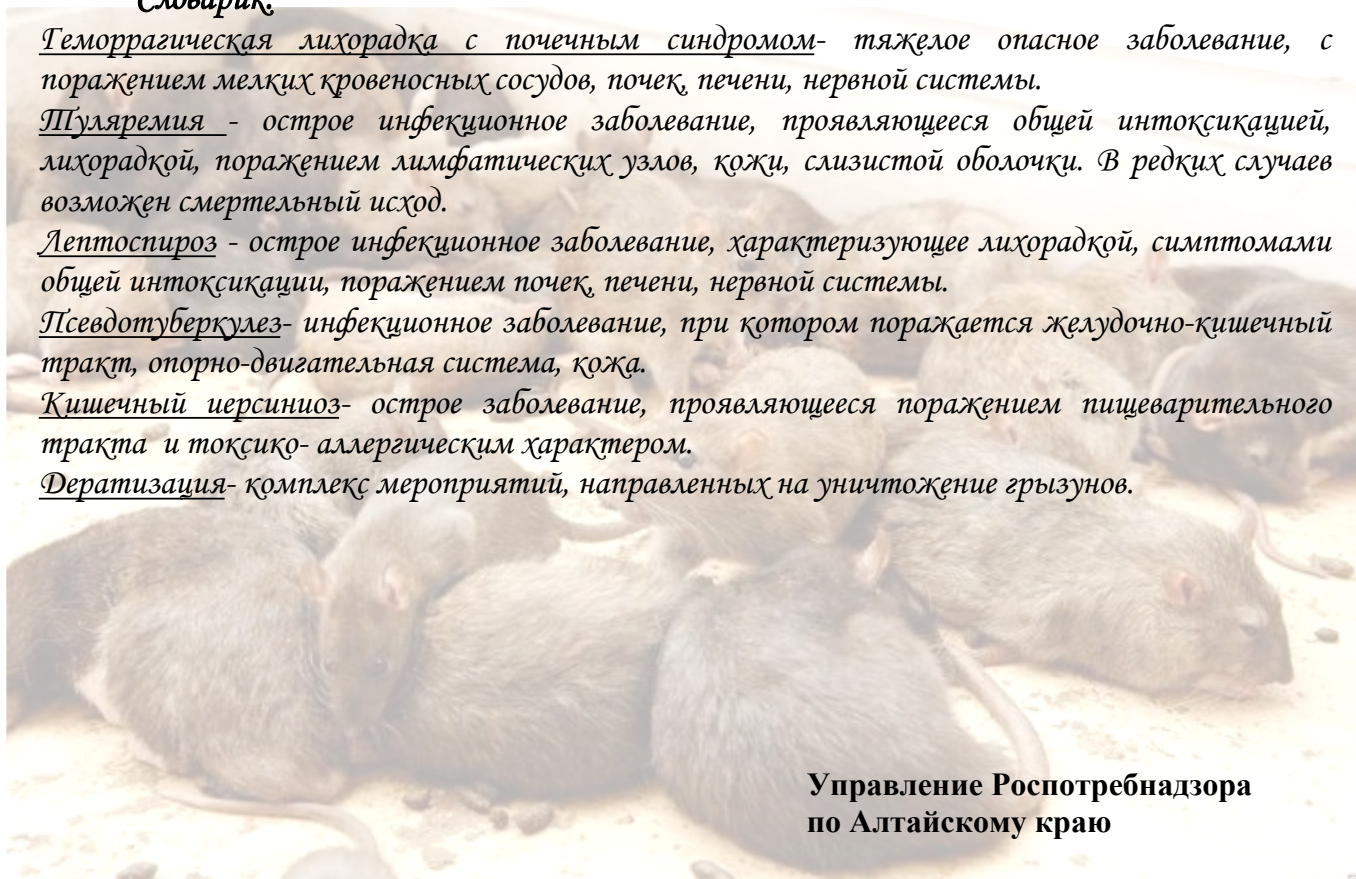 Словарик.
Геморрагическая лихорадка с почечным синдромом- тяжелое опасное заболевание, с
поражением мелких кровеносных сосудов, почек, печени, нервной системы.
Туляремия - острое инфекционное заболевание, проявляющееся общей интоксикацией,
лихорадкой, поражением лимфатических узлов, кожи, слизистой оболочки. В редких случаев
возможен смертельный исход.
Лептоспироз - острое инфекционное заболевание, характеризующее лихорадкой, симптомами
общей интоксикации, поражением почек, печени, нервной системы.
Псевдотуберкулез- инфекционное заболевание, при котором поражается желудочно-кишечный
тракт, опорно-двигательная система, кожа.
Кишечный иерсиниоз- острое заболевание, проявляющееся поражением пищеварительного
тракта и токсико- аллергическим характером.
Дератизация- комплекс мероприятий, направленных на уничтожение грызунов.
Управление Роспотребнадзора
по Алтайскому краю